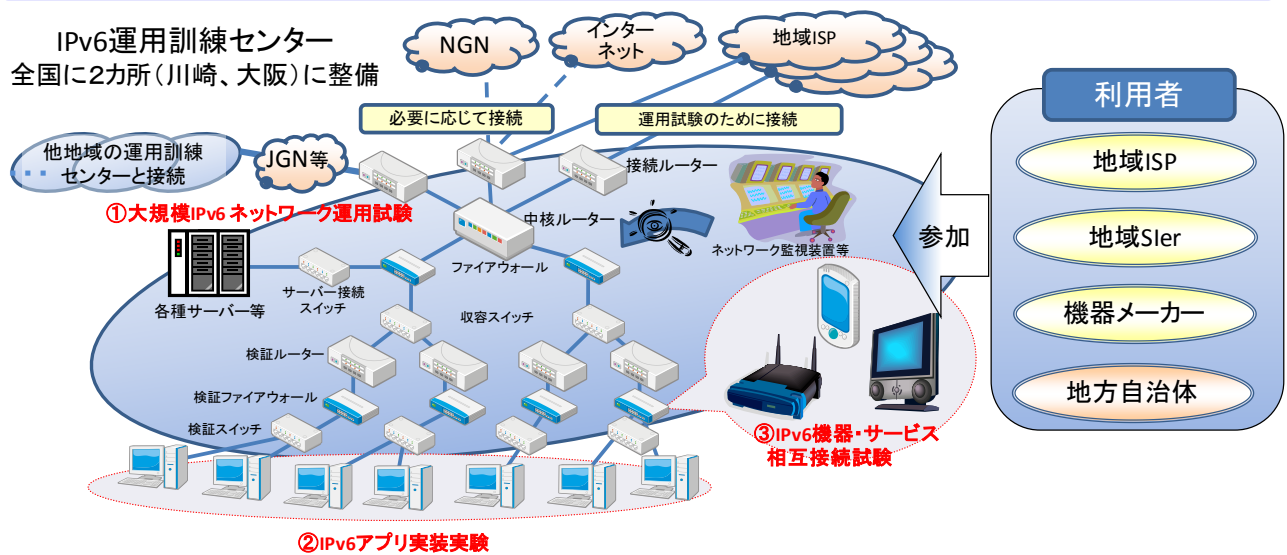 IPv6運用訓練センター
全国に2カ所(川崎、大阪)に整備
NGN
インター
ネット
地域ISP
必要に応じて接続
運用試験のために接続
他地域の運用訓練
センターと接続
JGN等
接続ルーター
①大規模IPv6 ネットワーク運用試験
中核ルーター
ネットワーク監視装置等
ファイアウォール
各種サーバー等
サーバー接続
スイッチ
収容スイッチ
検証ルーター
検証ファイアウォール
検証スイッチ
③IPv6機器・サービス
相互接続試験
②IPv6アプリ実装実験
参加
利用者
地域ISP
地域SIer
機器メーカー
地方自治体